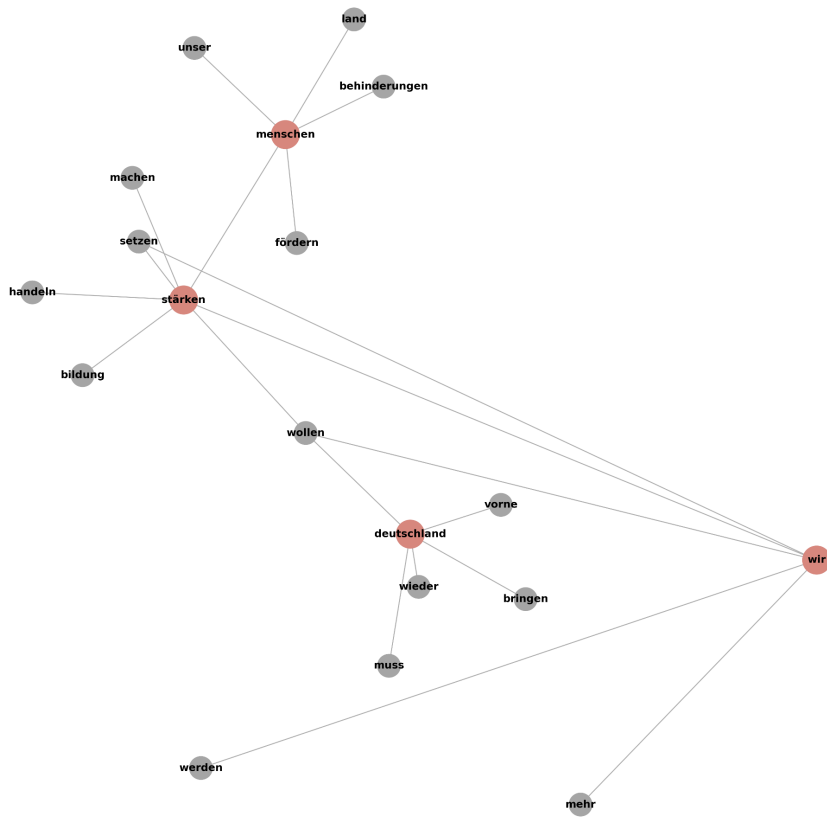 land
unser
behinderungen
menschen
machen
setzen
fördern
handeln
stärken
bildung
wollen
vorne
deutschland
wir
wieder
bringen
muss
werden
mehr